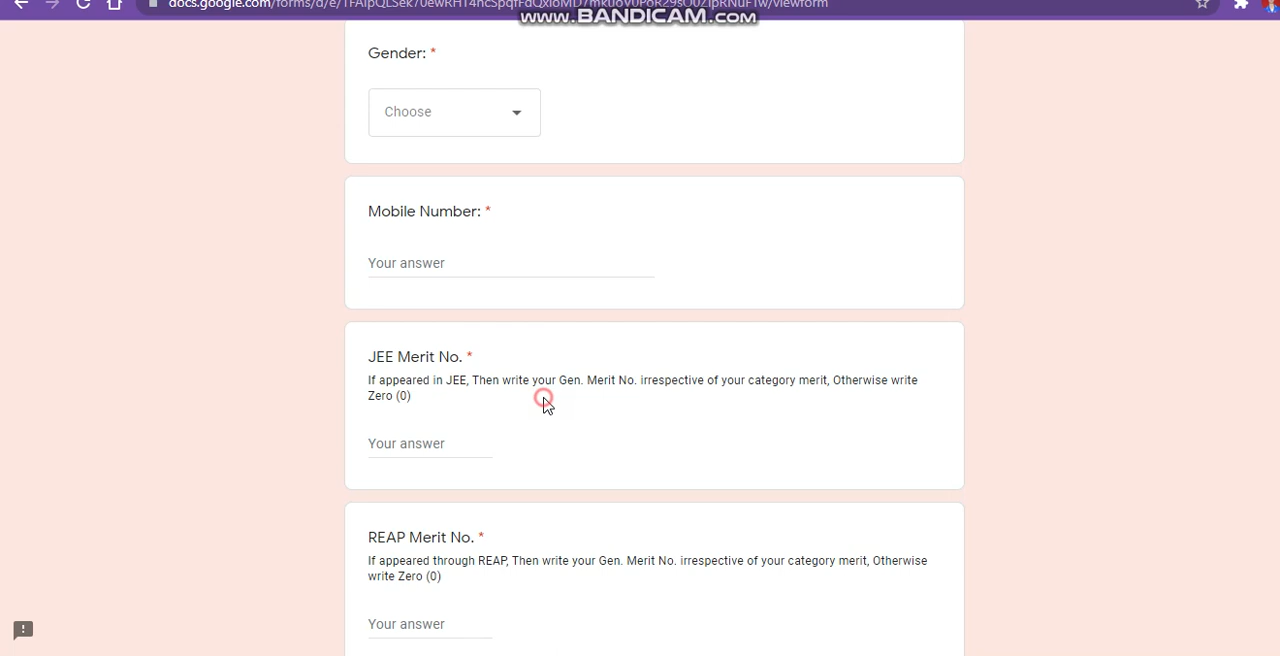 www.BANDICAM.com
Gender: *
Choose
Mobile Number: *
Your answer
JEE Merit No. *
If appeared in JEE, Then write your Gen. Merit No. irrespective of your category merit, Otherwise write
Zero (0)
Your answer
REAP Merit No. *
If appeared through REAP, Then write your Gen. Merit No. irrespective of your category merit, Otherwise
write Zero (0)
Your answer